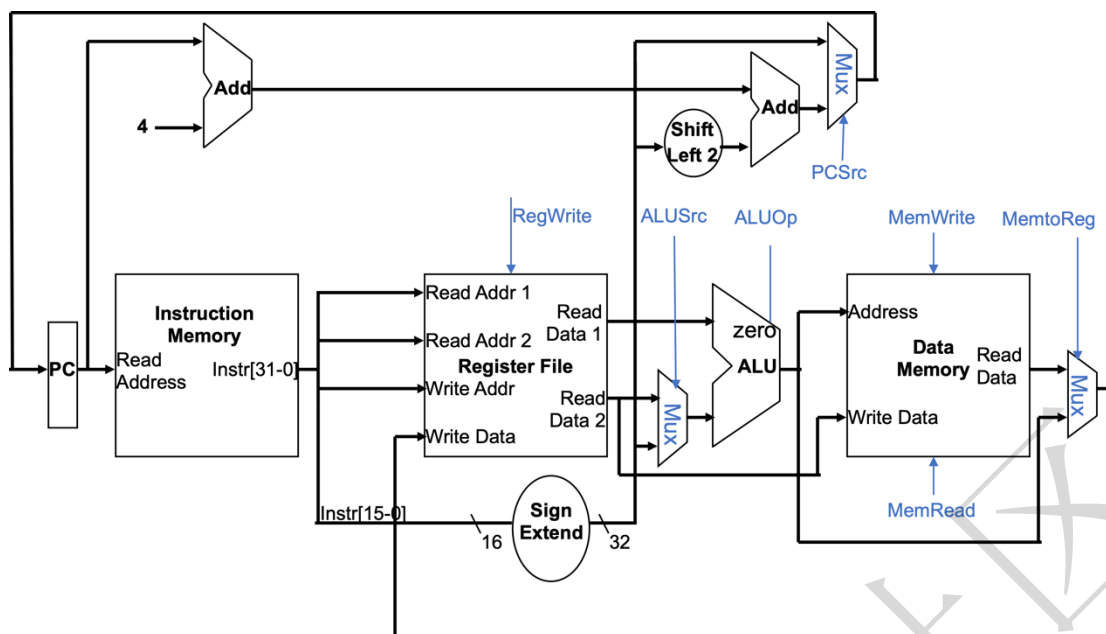 Add
4
Shift
Left 2
Add
Mux
PCSrc
RegWrite
ALUSrc
ALUOp
MemWrite
MemtoReg
PC
Instruction
Memory
Read
Address
Instr[31-0]
Read Addr 1
Read Addr 2
Register File
Write Addr
Write Data
Read
Data 1
Read
Data 2
Mux
zero
ALU
Address
Data
Memory
Read
Data
Write Data
Mux
MemRead
Instr[15-0]
16
Sign
Extend
32